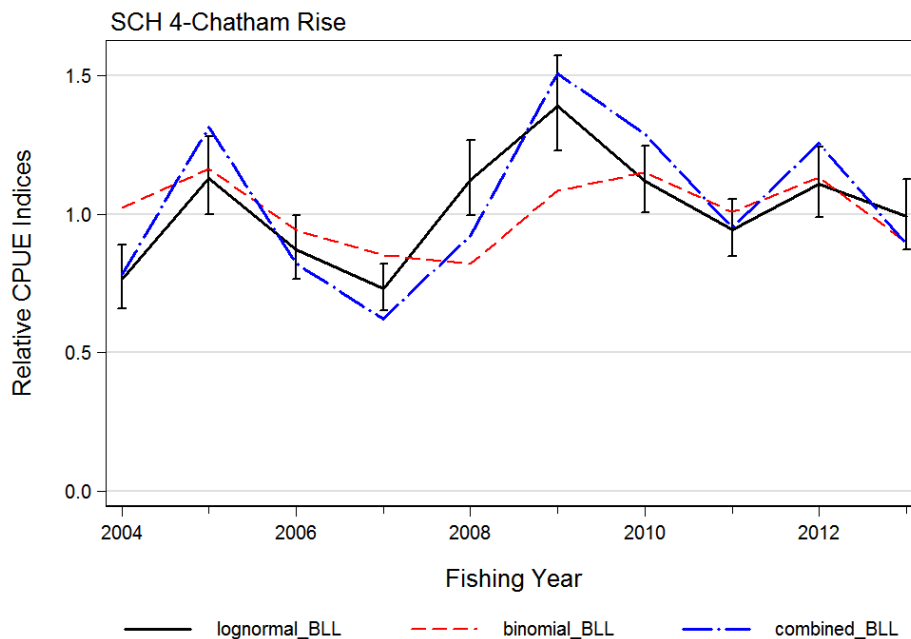 SCH 4-Chatham Rise
Relative CPUE Indices
1.5
1.0
0.5
0.0
2004 2006 2008 2010 2012
Fishing Year
lognormal_BLL binomial_BLL combined_BLL